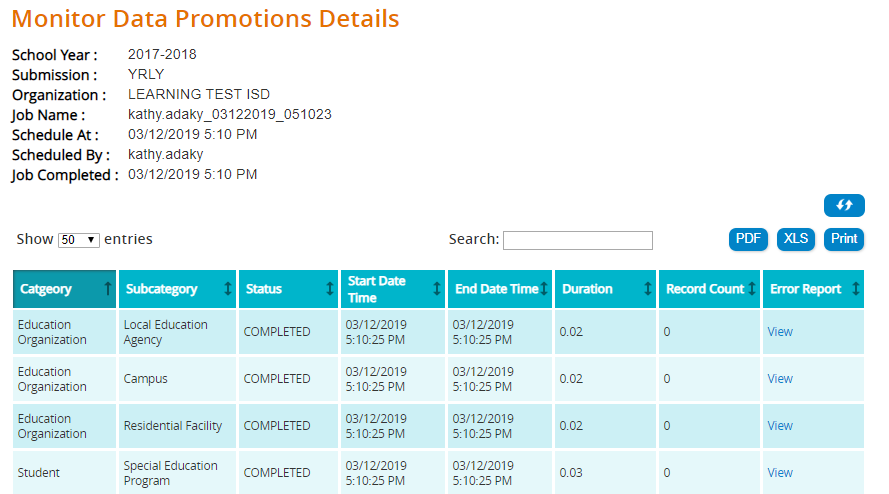 Monitor Data Promotions Details
School Year : 2017-2018
Submission : YRLY
Organization : LEARNING TEST ISD
Job Name : kathy.adaky_03122019_051023
Schedule At : 03/12/2019 5:10 PM
Scheduled By : kathy.adaky
Job Completed : 03/12/2019 5:10 PM
Show 50 entries Search: PDF XLS Print
Catgeory Subcategory Status Start Date Time End Date Time Duration Record Count Error Report
Education Organization Local Education Agency COMPLETED 03/12/2019 5:10:25 PM 03/12/2019 5:10:25 PM 0.02 0 View
Education Organization Campus COMPLETED 03/12/2019 5:10:25 PM 03/12/2019 5:10:25 PM 0.02 0 View
Education Organization Residential Facility COMPLETED 03/12/2019 5:10:25 PM 03/12/2019 5:10:25 PM 0.02 0 View
Student Special Education Program COMPLETED 03/12/2019 5:10:25 PM 03/12/2019 5:10:25 PM 0.03 0 View